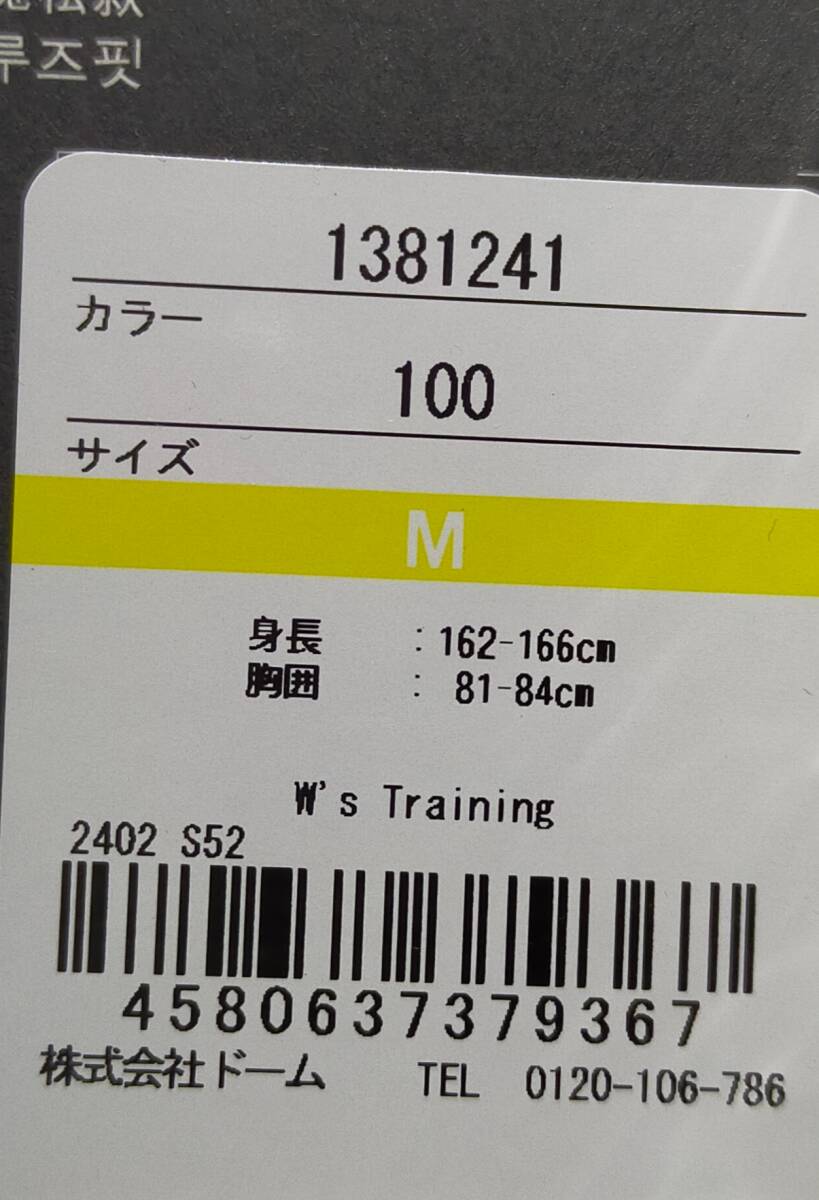 루즈핏
1381241
カラー
100
サイズ
M
身長 : 162-166cm
胸囲 : 81-84cm
W's Training
2402 S52
4580637379367
株式会社ドーム TEL 0120-106-786